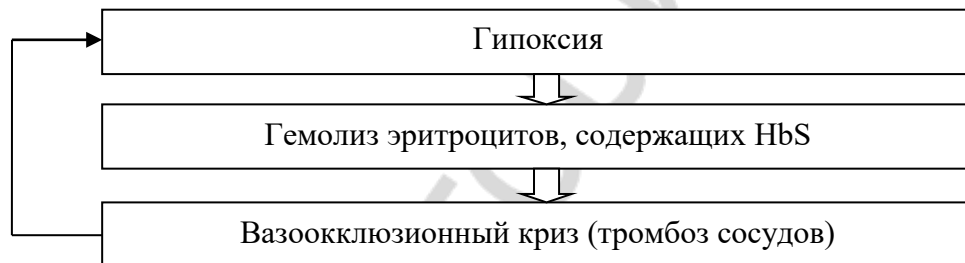 Гипоксия
Гемолиз эритроцитов, содержащих HbS
Вазоокклюзионный криз (тромбоз сосудов)